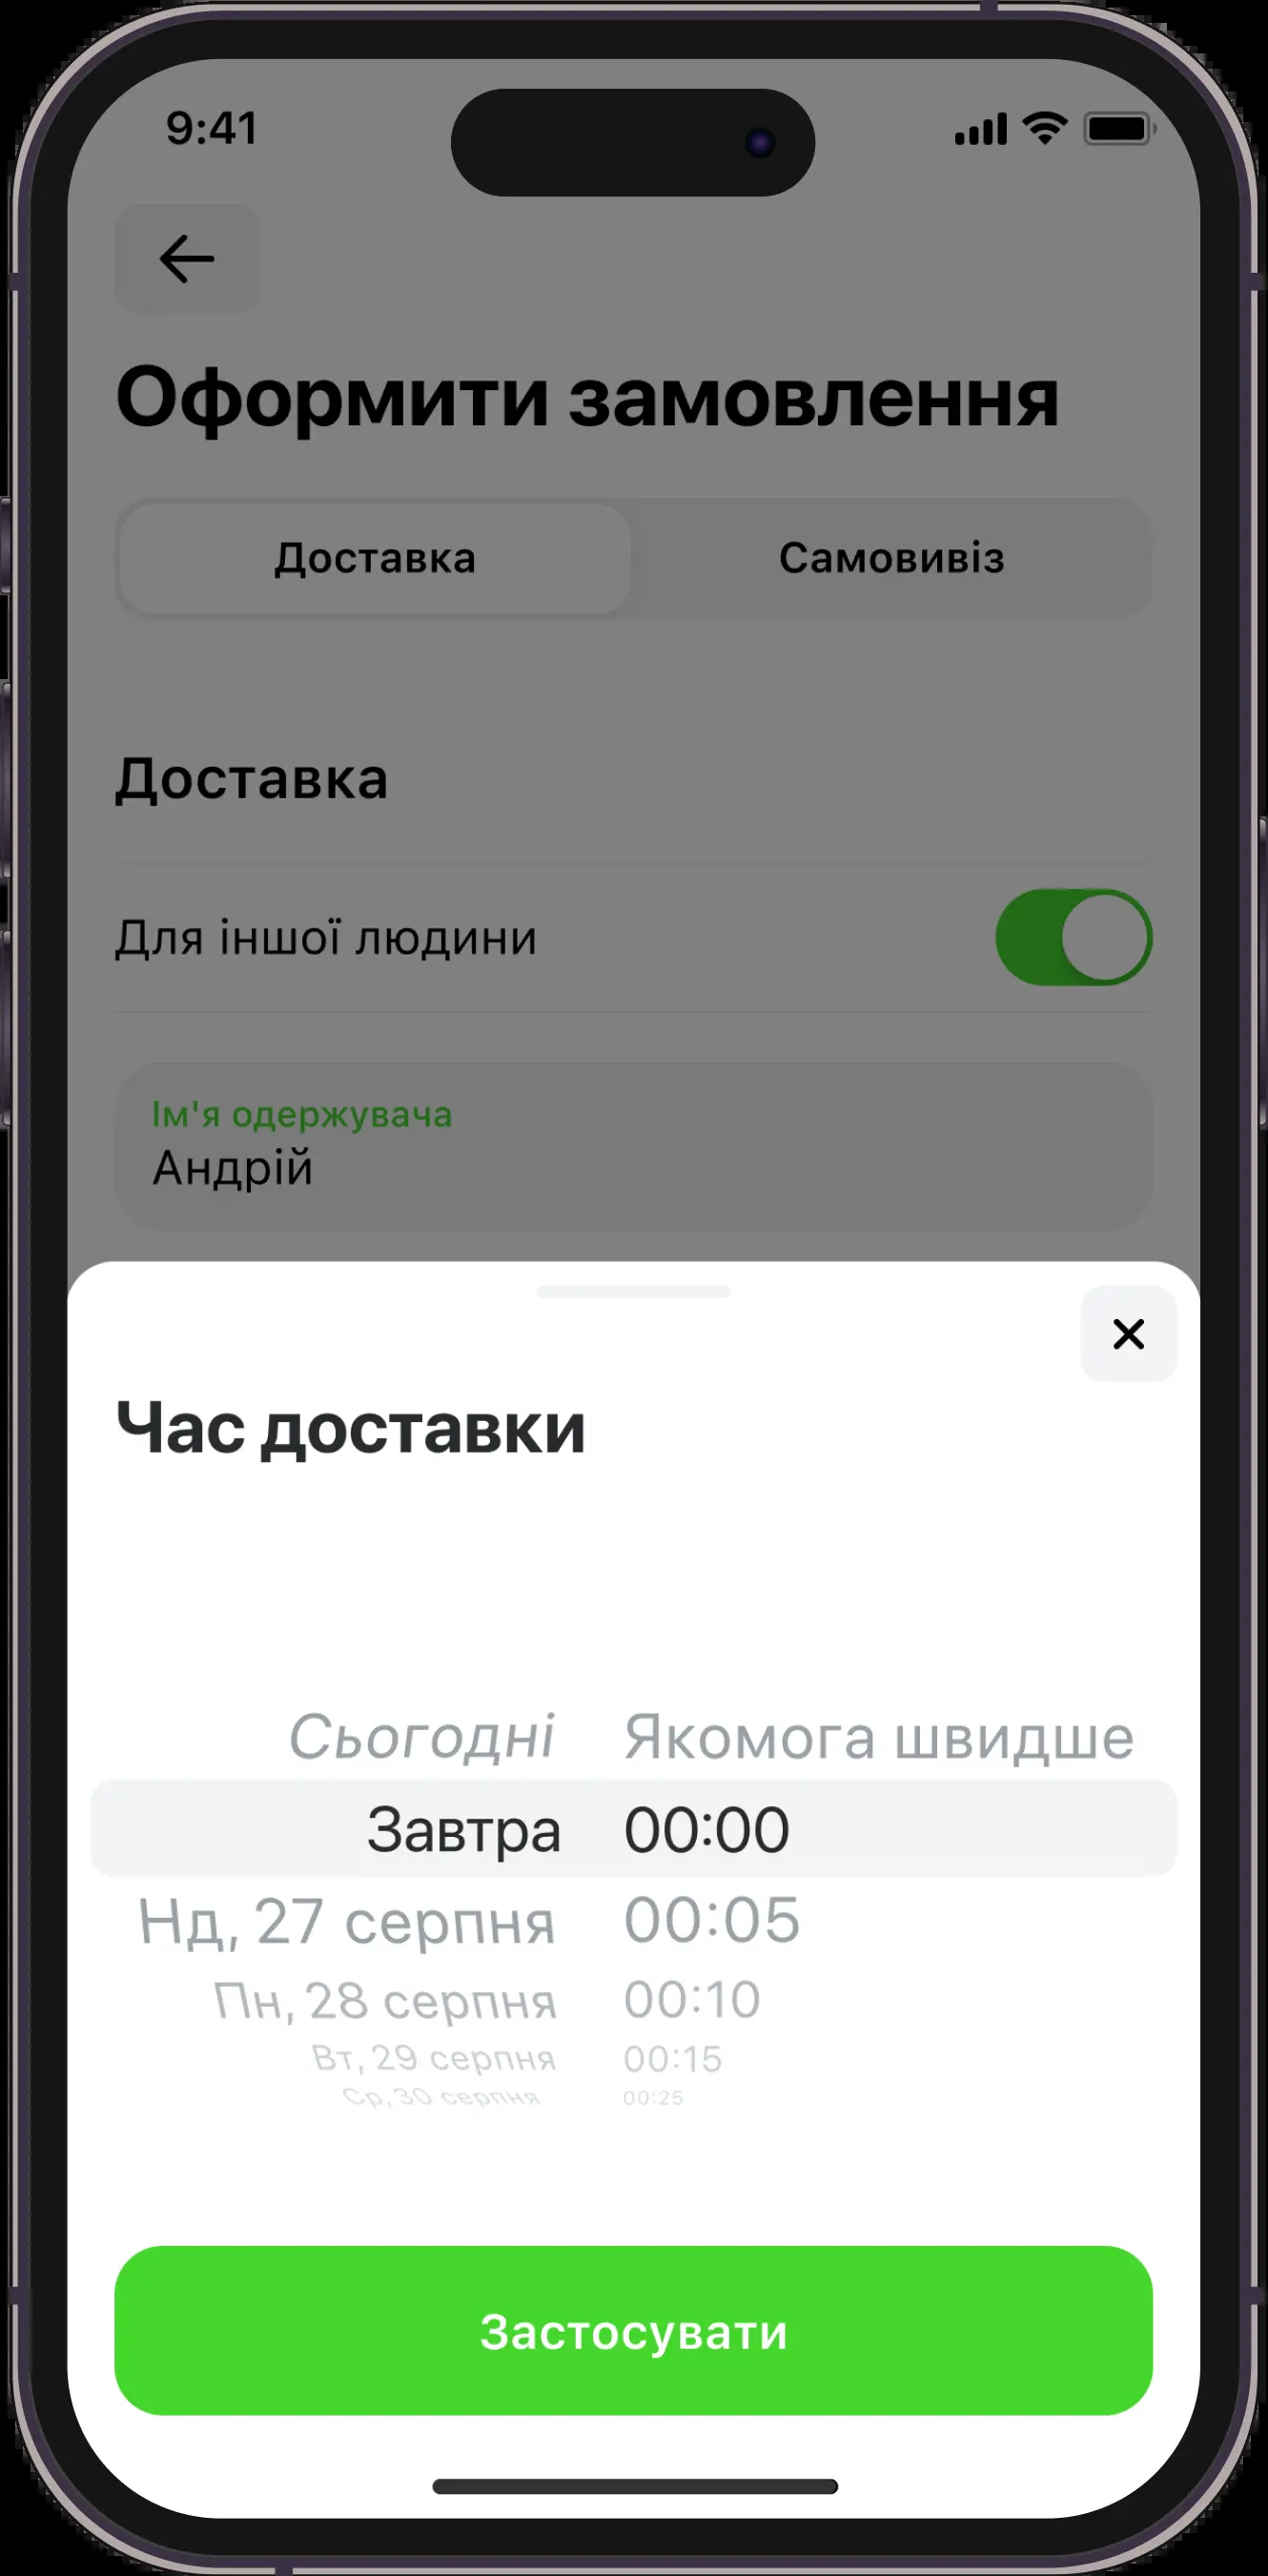 9:41
Оформити замовлення
Доставка Самовивіз
Доставка
Для іншої людини
Ім'я одержувача
Андрій
Час доставки
Сьогодні Якомога швидше
Завтра 00:00
Нд, 27 серпня 00:05
Пн, 28 серпня 00:10
Вт, 29 серпня 00:15
Ср, 30 серпня 00:25
Застосувати